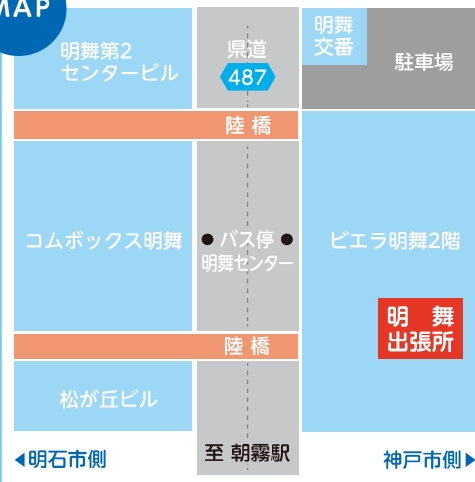 MAP
明舞第2
センタービル
県道
487
明舞
交番
駐車場
陸橋
コムボックス明舞
バス停
明舞センター
ビエラ明舞2階
明 舞
出張所
陸橋
松が丘ビル
至 朝霧駅
◀明石市側
神戸市側▶